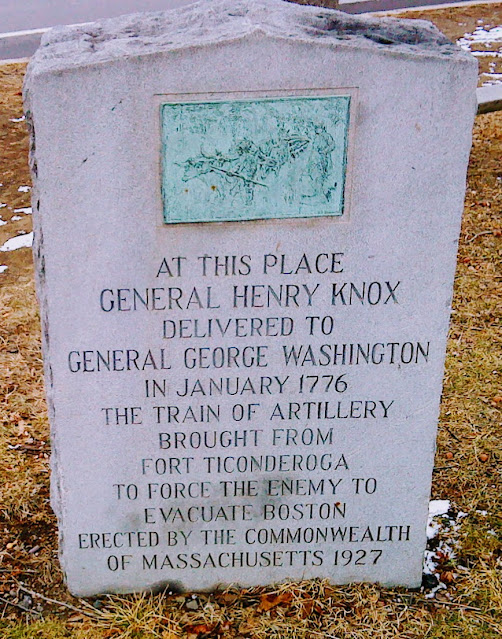 AT THIS PLACE
GENERAL HENRY KNOX
DELIVERED TO
GENERAL GEORGE WASHINGTON
IN JANUARY 1776
THE TRAIN OF ARTILLERY
BROUGHT FROM
FORT TICONDEROGA
TO FORCE THE ENEMY TO
EVACUATE BOSTON
ERECTED BY THE COMMONWEALTH
OF MASSACHUSETTS 1927